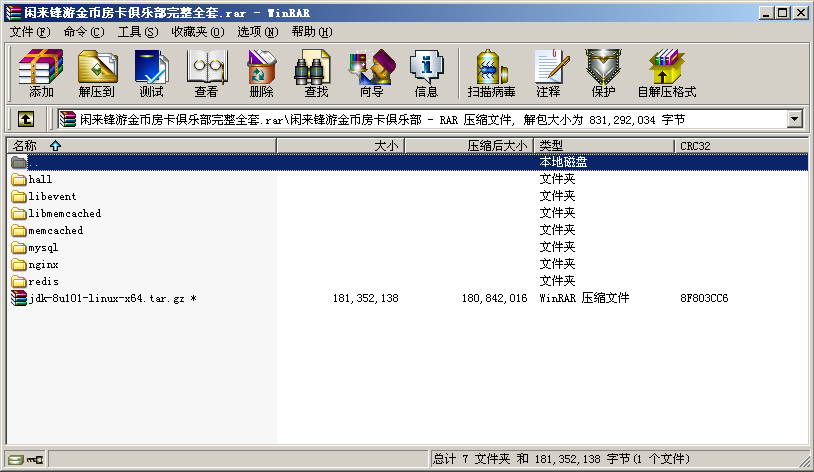 闲来锋游金币房卡俱乐部完整全套.rar - WinRAR
文件(F) 命令(C) 工具(S) 收藏夹(O) 选项(N) 帮助(H)
添加 解压到 测试 查看 删除 查找 向导 信息 扫描病毒 注释 保护 自解压格式
闲来锋游金币房卡俱乐部完整全套.rar\闲来锋游金币房卡俱乐部 - RAR 压缩文件, 解包大小为 831,292,034 字节
名称 大小 压缩后大小 类型 CRC32
.. 本地磁盘
hall 文件夹
libevent 文件夹
libmemcached 文件夹
memcached 文件夹
mysql 文件夹
nginx 文件夹
redis 文件夹
jdk-8u101-linux-x64.tar.gz * 181,352,138 180,842,016 WinRAR 压缩文件 8F803CC6
总计 7 文件夹 和 181,352,138 字节(1 个文件)